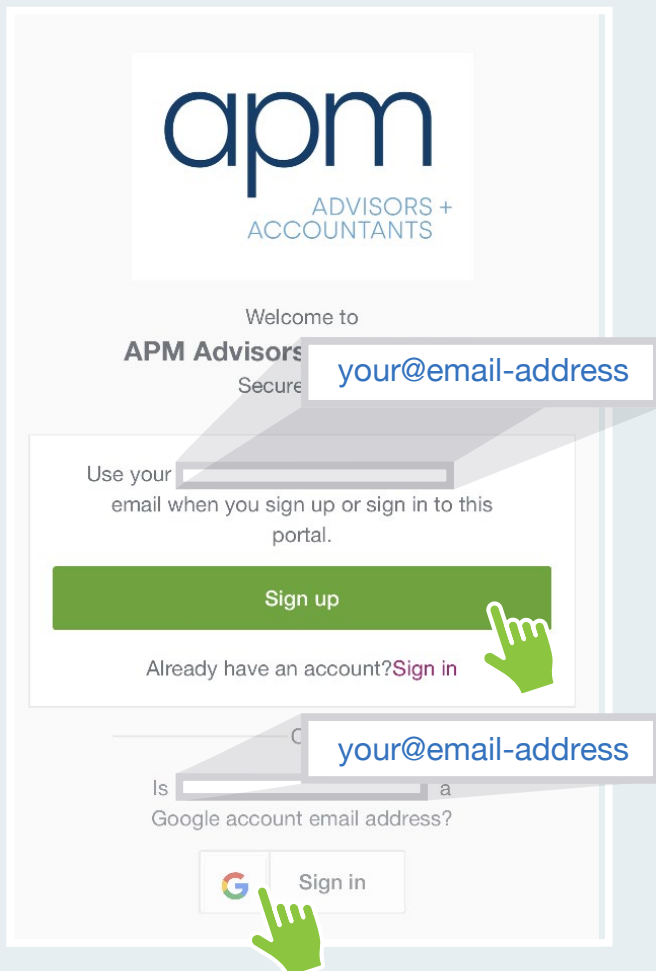 apm
ADVISORS +
ACCOUNTANTS
Welcome to
APM Advisors
Secure
your@email-address
Use your
email when you sign up or sign in to this
portal.
Sign up
Already have an account?Sign in
your@email-address
Is a
Google account email address?
G Sign in